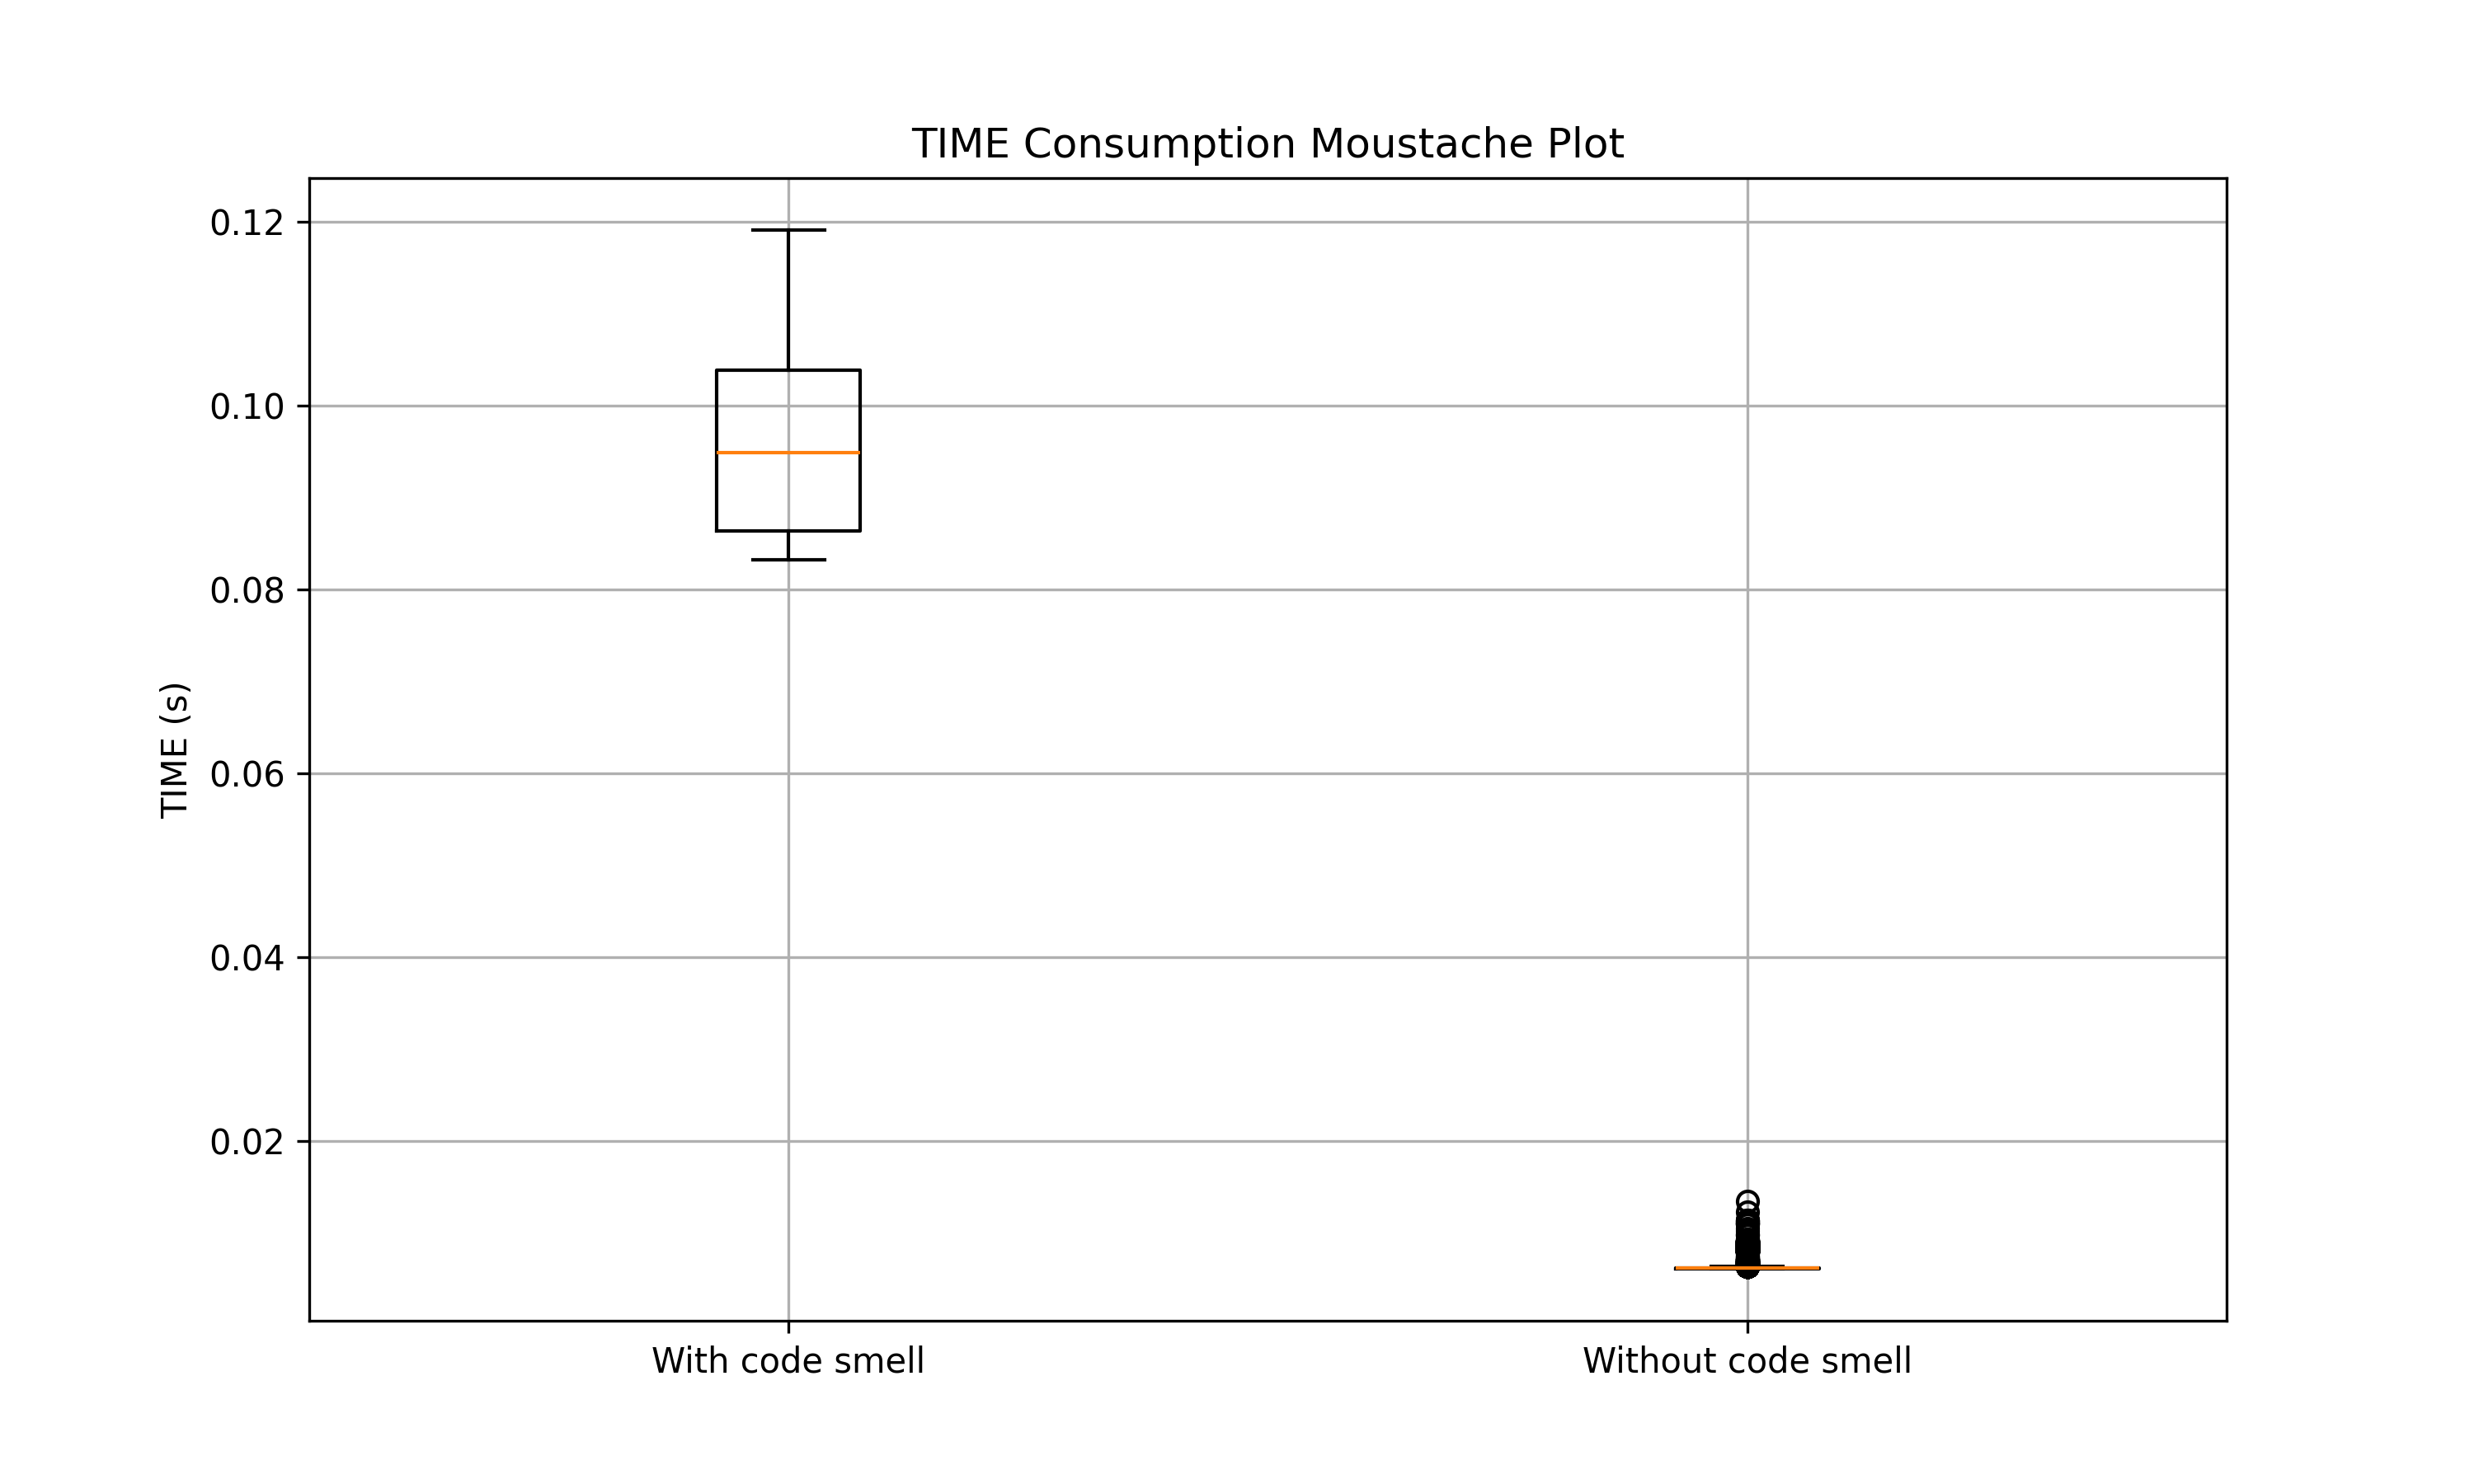 TIME Consumption Moustache Plot
0.12
0.10
0.08
0.06
0.04
0.02
TIME (s)
With code smell
Without code smell